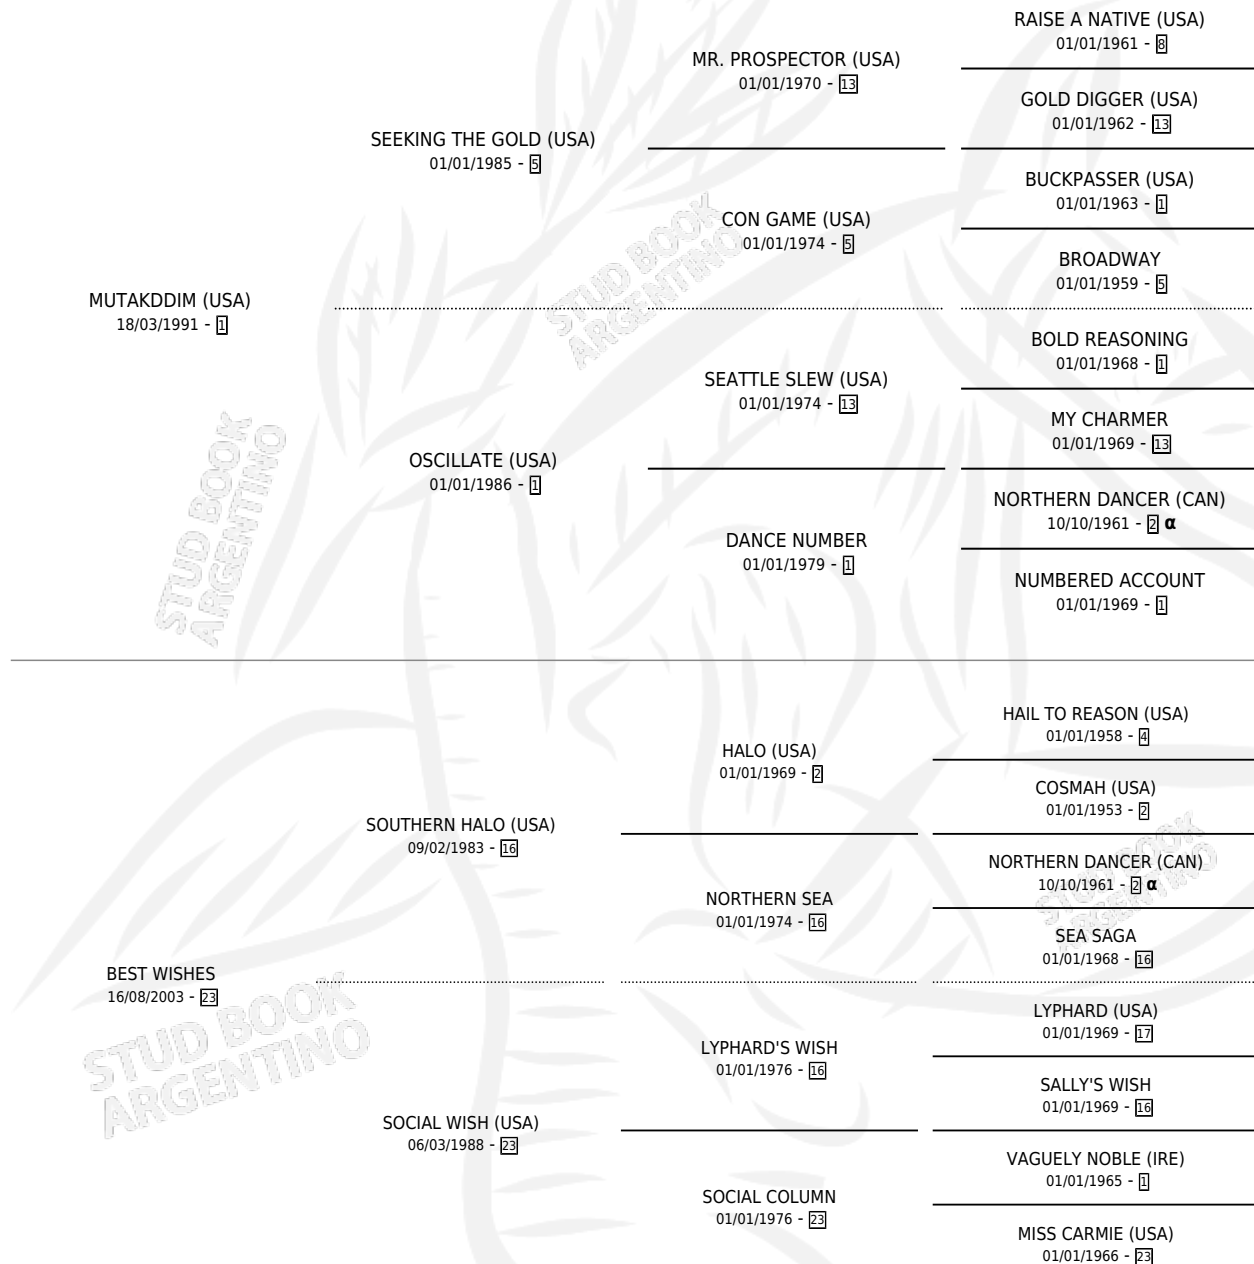 RAISE A NATIVE (USA)
01/01/1961 - 8
MR. PROSPECTOR (USA)
01/01/1970 - 13
GOLD DIGGER (USA)
01/01/1962 - 13
SEEKING THE GOLD (USA)
01/01/1985 - 5
BUCKPASSER (USA)
01/01/1963 - 1
CON GAME (USA)
01/01/1974 - 5
BROADWAY
01/01/1959 - 5
MUTAKDDIM (USA)
18/03/1991 - 1
BOLD REASONING
01/01/1968 - 1
SEATTLE SLEW (USA)
01/01/1974 - 13
MY CHARMER
01/01/1969 - 13
OSCILLATE (USA)
01/01/1986 - 1
NORTHERN DANCER (CAN)
10/10/1961 - 2 α
DANCE NUMBER
01/01/1979 - 1
NUMBERED ACCOUNT
01/01/1969 - 1
HAIL TO REASON (USA)
01/01/1958 - 4
HALO (USA)
01/01/1969 - 2
COSMAH (USA)
01/01/1953 - 2
SOUTHERN HALO (USA)
09/02/1983 - 16
NORTHERN DANCER (CAN)
10/10/1961 - 2 α
NORTHERN SEA
01/01/1974 - 16
SEA SAGA
01/01/1968 - 16
BEST WISHES
16/08/2003 - 23
LYPHARD (USA)
01/01/1969 - 17
LYPHARD'S WISH
01/01/1976 - 16
SALLY'S WISH
01/01/1969 - 16
SOCIAL WISH (USA)
06/03/1988 - 23
VAGUELY NOBLE (IRE)
01/01/1965 - 1
SOCIAL COLUMN
01/01/1976 - 23
MISS CARMIE (USA)
01/01/1966 - 23
STUD BOOK
ARGENTINO
STUD BOOK
ARGENTINO
STUD BOOK
ARGENTINO
STUD BOOK
ARGENTINO